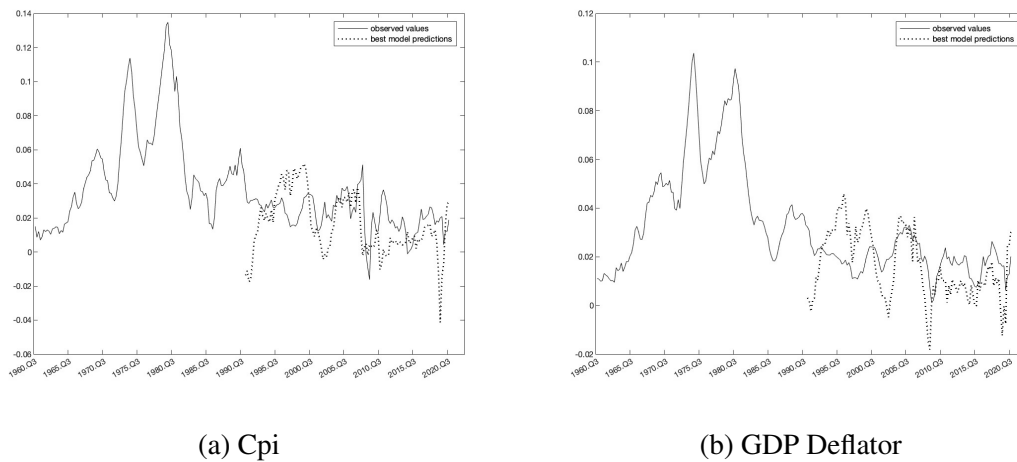 0.14
0.12
0.1
0.08
0.06
0.04
0.02
0
-0.02
-0.04
-0.06
1960.Q3
1965.Q3
1970.Q3
1975.Q3
1980.Q3
1985.Q3
1990.Q3
1995.Q3
2000.Q3
2005.Q3
2010.Q3
2015.Q3
2020.Q3
observed values
best model predictions
(a) Cpi
0.12
0.1
0.08
0.06
0.04
0.02
0
-0.02
1960.Q3
1965.Q3
1970.Q3
1975.Q3
1980.Q3
1985.Q3
1990.Q3
1995.Q3
2000.Q3
2005.Q3
2010.Q3
2015.Q3
2020.Q3
observed values
best model predictions
(b) GDP Deflator